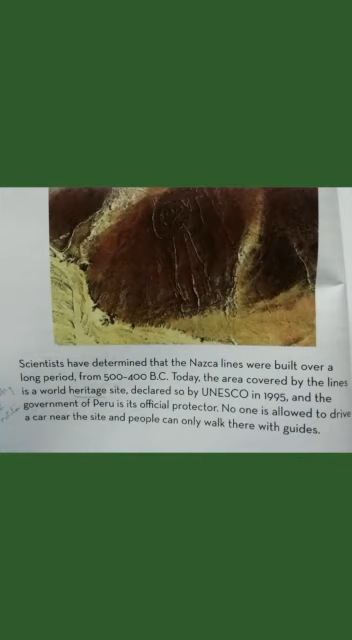 Scientists have determined that the Nazca lines were built over a
long period, from 500-400 B.C. Today, the area covered by the lines
is a world heritage site, declared so by UNESCO in 1995, and the
government of Peru is its official protector. No one is allowed to drive
a car near the site and people can only walk there with guides.